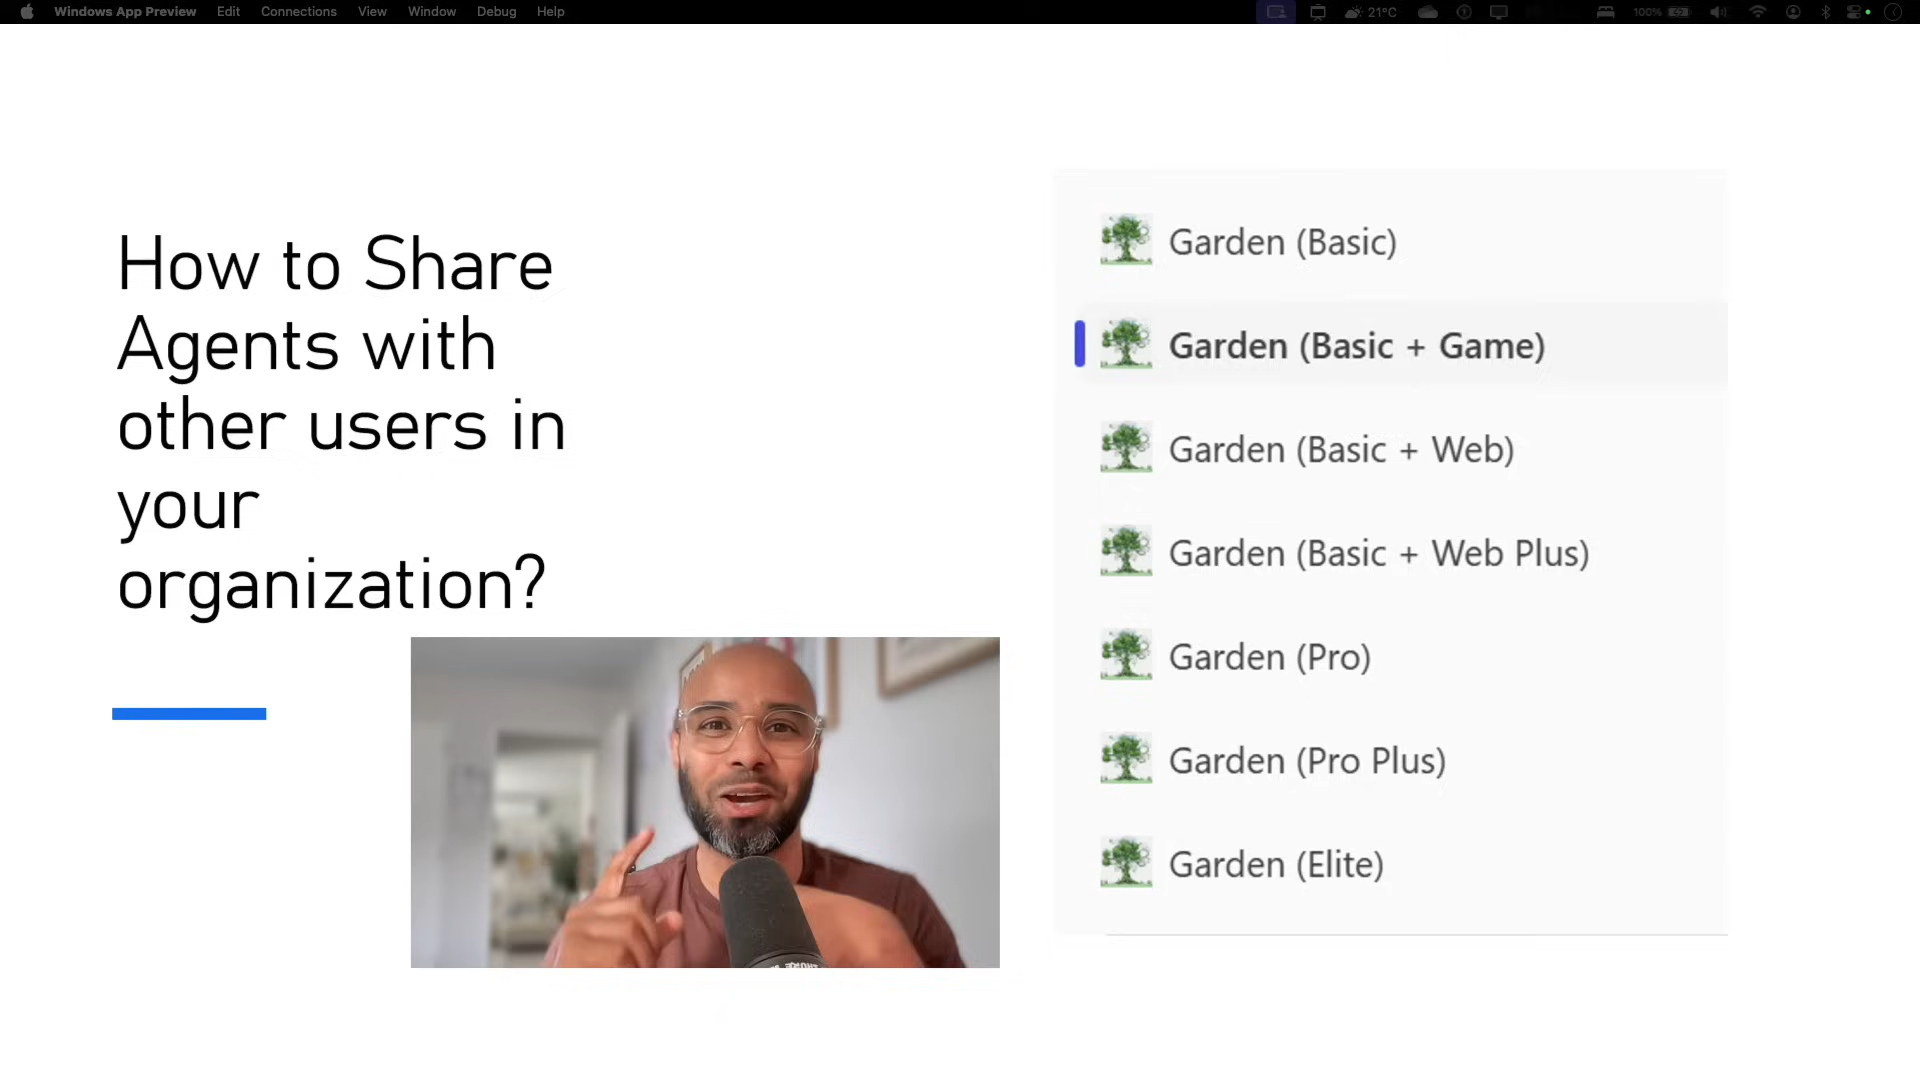 Windows App Preview Edit Connections View Window Debug Help
21°C
100%
How to Share
Agents with
other users in
your
organization?
Garden (Basic)
Garden (Basic + Game)
Garden (Basic + Web)
Garden (Basic + Web Plus)
Garden (Pro)
Garden (Pro Plus)
Garden (Elite)